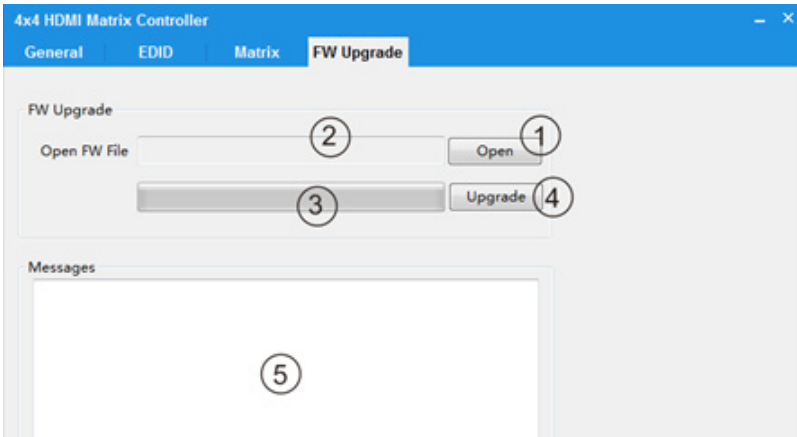 4x4 HDMI Matrix Controller
General EDID Matrix FW Upgrade
FW Upgrade
Open FW File 2 Open 1
3 Upgrade 4
Messages
5